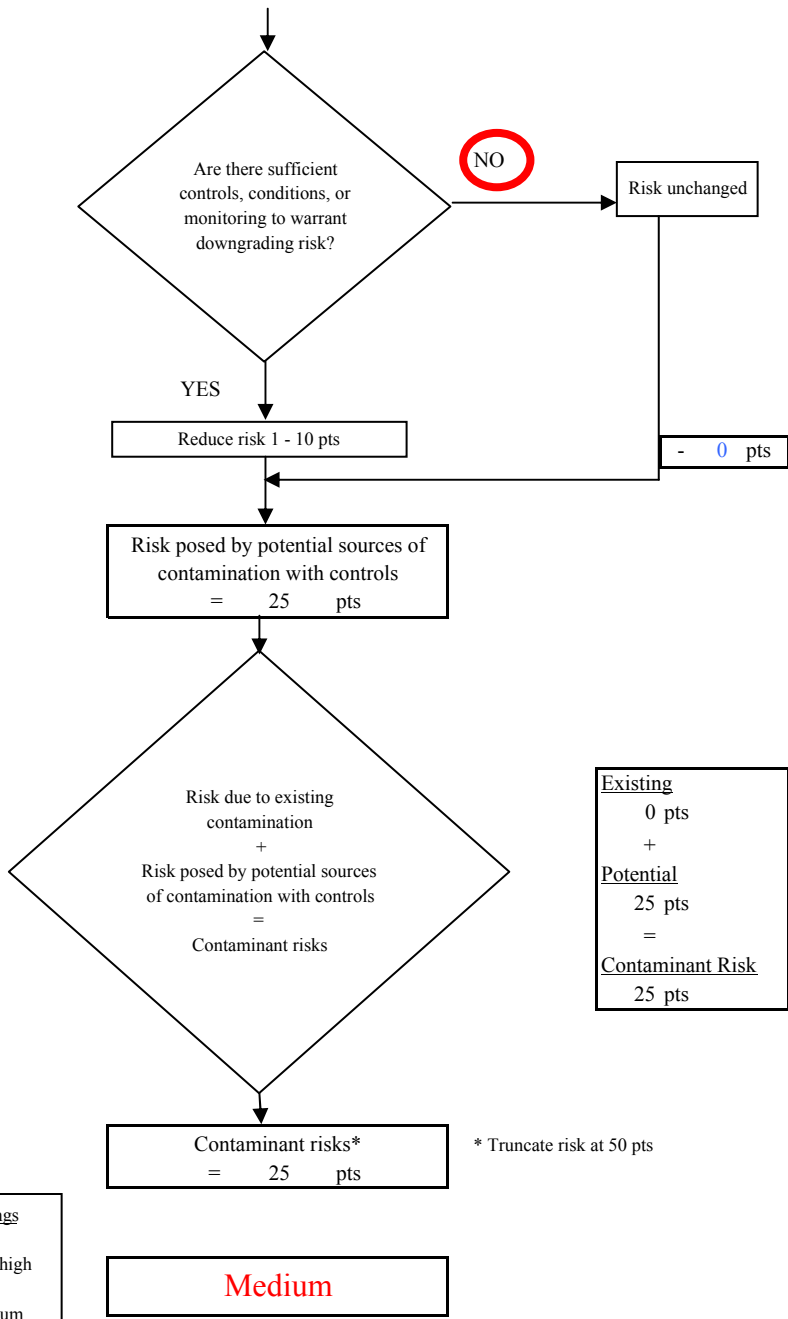 Are there sufficient
controls, conditions, or
monitoring to warrant
downgrading risk?
NO
Risk unchanged
YES
Reduce risk 1 - 10 pts
- 0 pts
Risk posed by potential sources of
contamination with controls
= 25 pts
Risk due to existing
contamination
+
Risk posed by potential sources
of contamination with controls
=
Contaminant risks
Existing
0 pts
+
Potential
25 pts
=
Contaminant Risk
25 pts
Contaminant risks*
= 25 pts
* Truncate risk at 50 pts
high
Medium